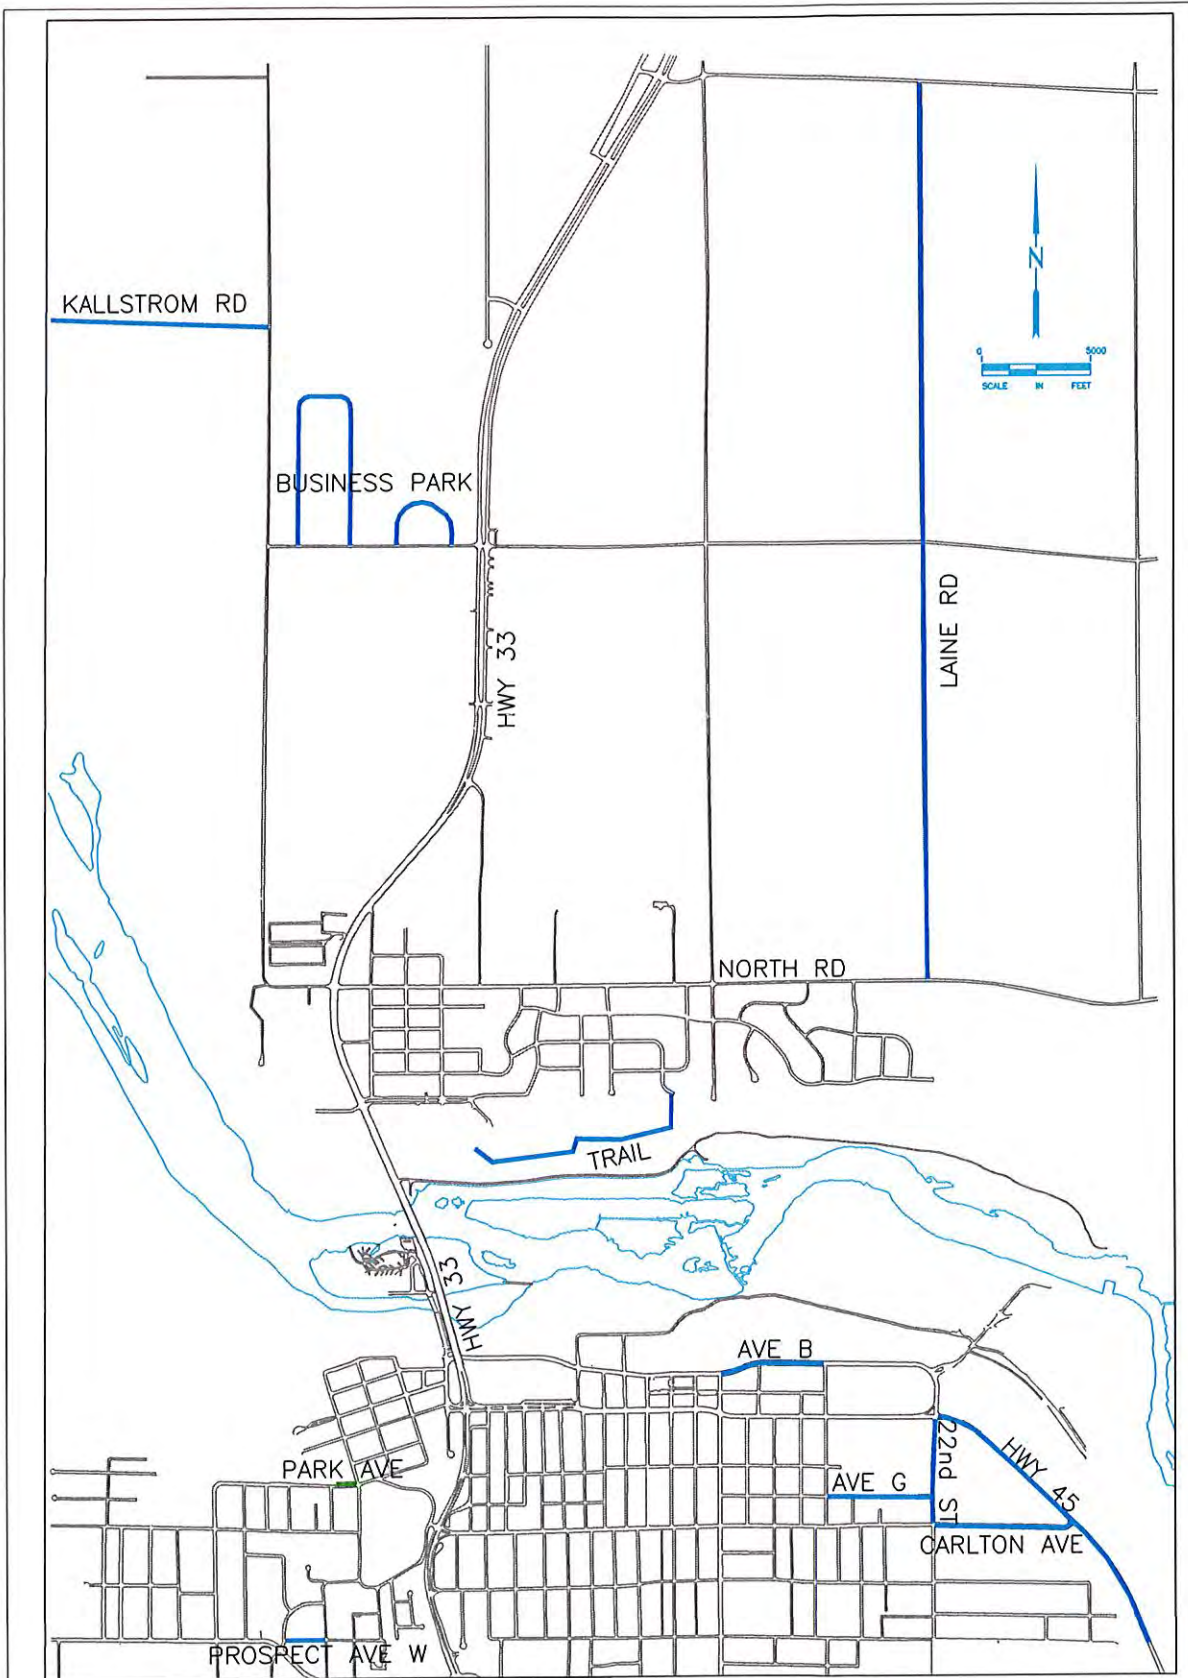 N
0 5000
SCALE IN FEET
KALLSTROM RD
BUSINESS PARK
HWY 33
LAINE RD
NORTH RD
TRAIL
HWY 33
AVE B
22nd ST
HWY 45
PARK AVE
AVE G
CARLTON AVE
PROSPECT AVE W